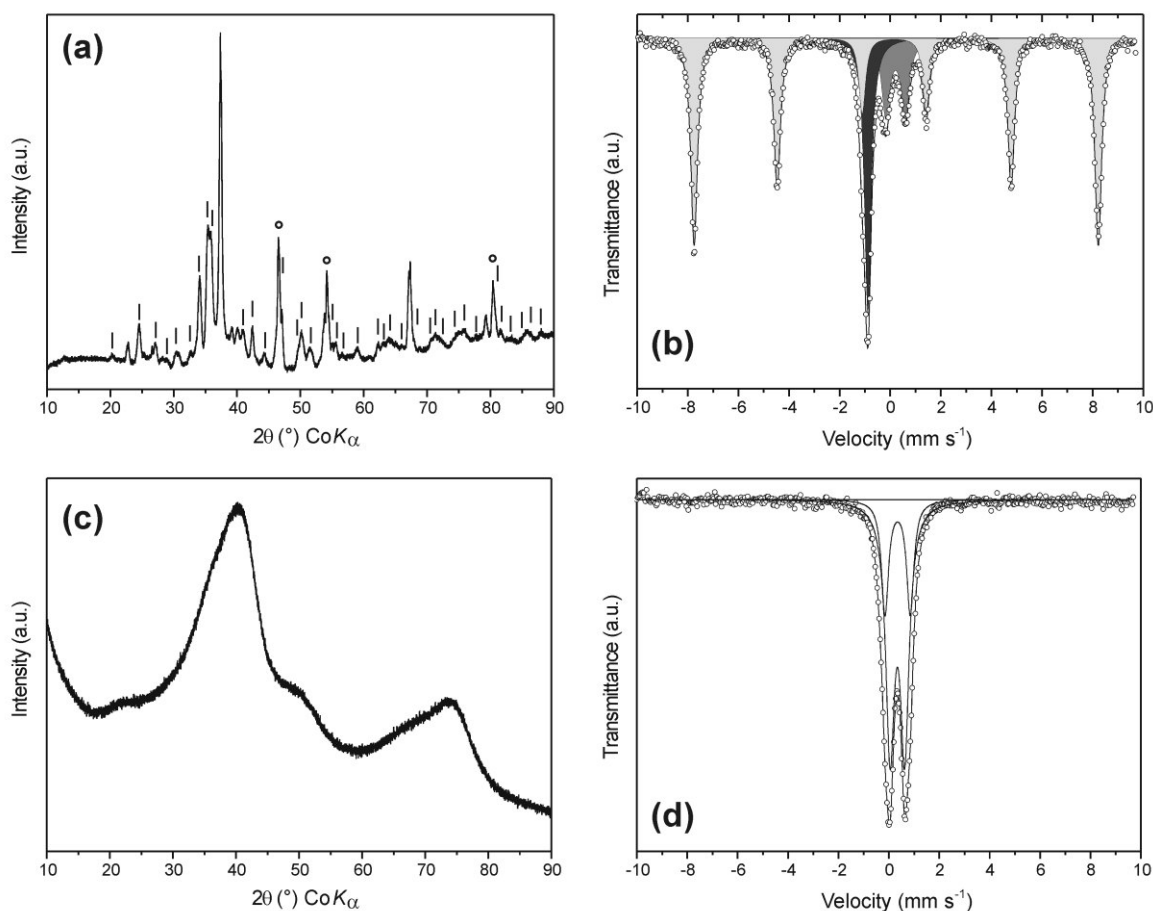 (a)
Intensity (a.u.)
10 20 30 40 50 60 70 80 90
2θ (°) CoKα
(b)
Transmittance (a.u.)
-10 -8 -6 -4 -2 0 2 4 6 8 10
Velocity (mm s⁻¹)
(c)
Intensity (a.u.)
10 20 30 40 50 60 70 80 90
2θ (°) CoKα
(d)
Transmittance (a.u.)
-10 -8 -6 -4 -2 0 2 4 6 8 10
Velocity (mm s⁻¹)